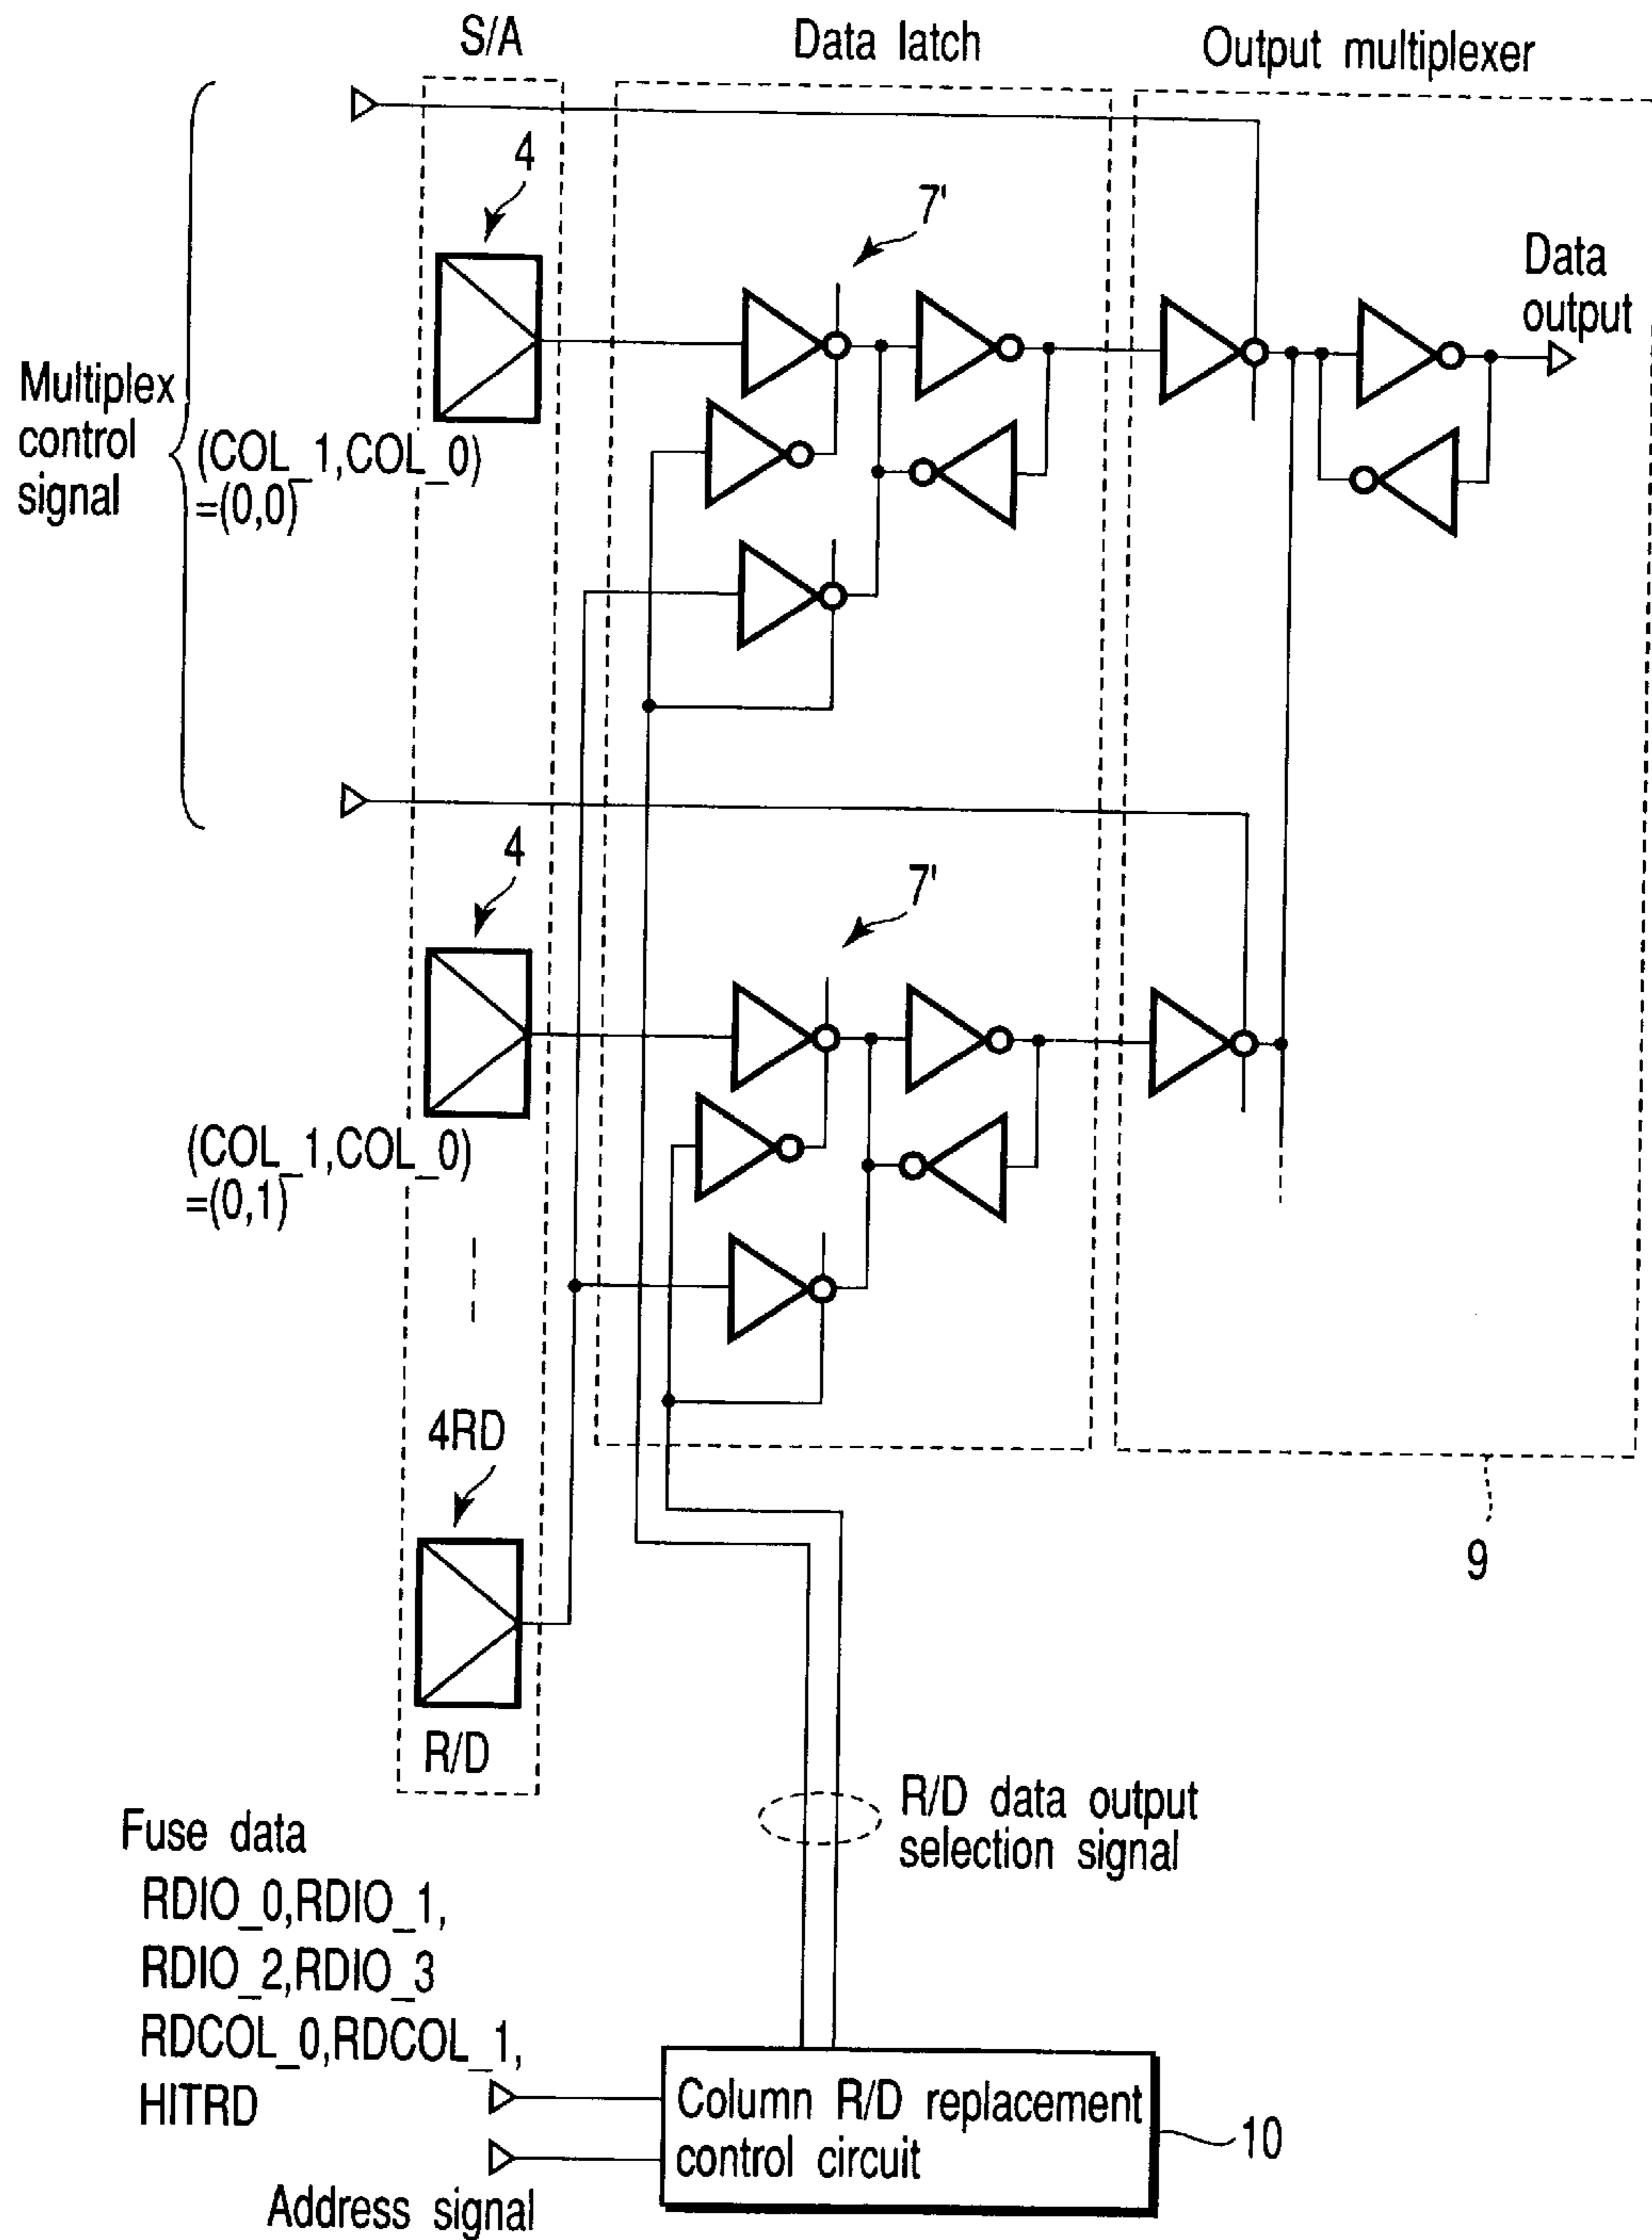 S/A
Data latch
Output multiplexer
4
7'
Data
output
Multiplex
control
signal
(COL_1,COL_0)
=(0,0)
4
7'
(COL_1,COL_0)
=(0,1)
4RD
9
R/D
R/D data output
selection signal
Fuse data
RDIO_0,RDIO_1,
RDIO_2,RDIO_3
RDCOL_0,RDCOL_1,
HITRD
Column R/D replacement
control circuit
10
Address signal